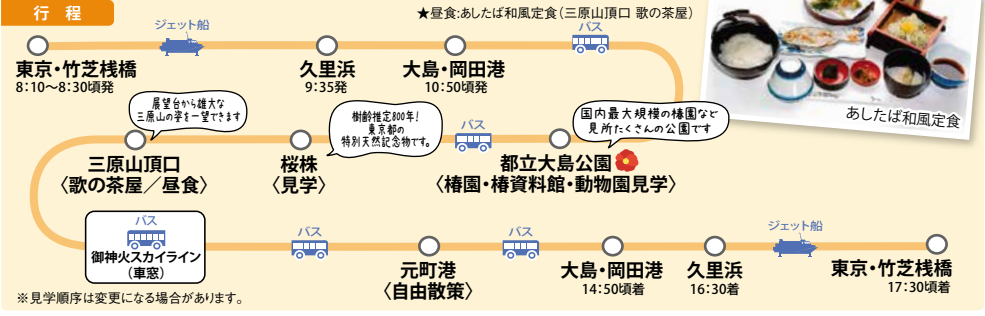 行 程
★昼食:あしたば和風定食(三原山頂口 歌の茶屋)
ジェット船
バス
東京・竹芝桟橋
8:10〜8:30頃発
久里浜
9:35発
大島・岡田港
10:50頃発
あしたば和風定食
展望台から雄大な
三原山の姿を一望できます
樹齢推定800年!
東京都の
特別天然記念物です。
バス
国内最大規模の椿園など
見所たくさんの公園です
三原山頂口
〈歌の茶屋/昼食〉
桜株
〈見学〉
都立大島公園
〈椿園・椿資料館・動物園見学〉
バス
御神火スカイライン
(車窓)
バス
元町港
〈自由散策〉
バス
大島・岡田港
14:50頃発
久里浜
16:30着
ジェット船
東京・竹芝桟橋
17:30頃着
※見学順序は変更になる場合があります。